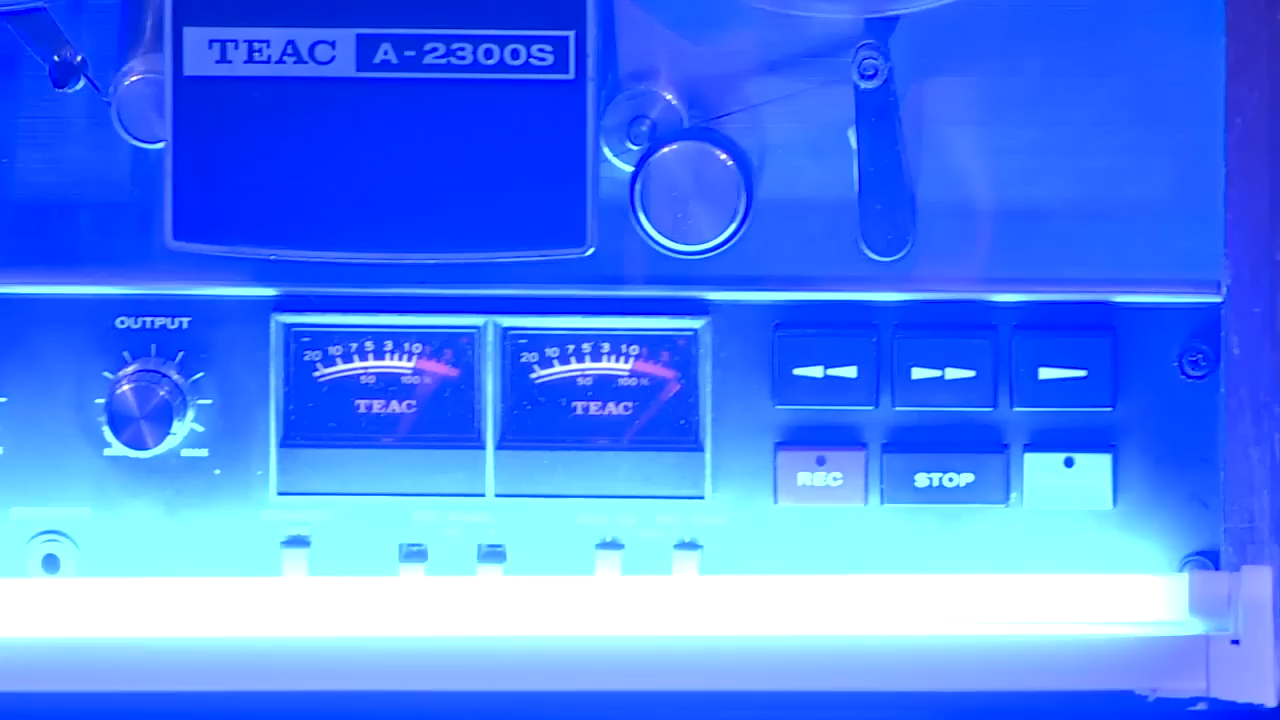 TEAC A-2300S
OUTPUT
20 10 7 5 3 1 0
50 100
TEAC
20 10 7 5 3 1 0
50 100
TEAC
REC
STOP
MAX